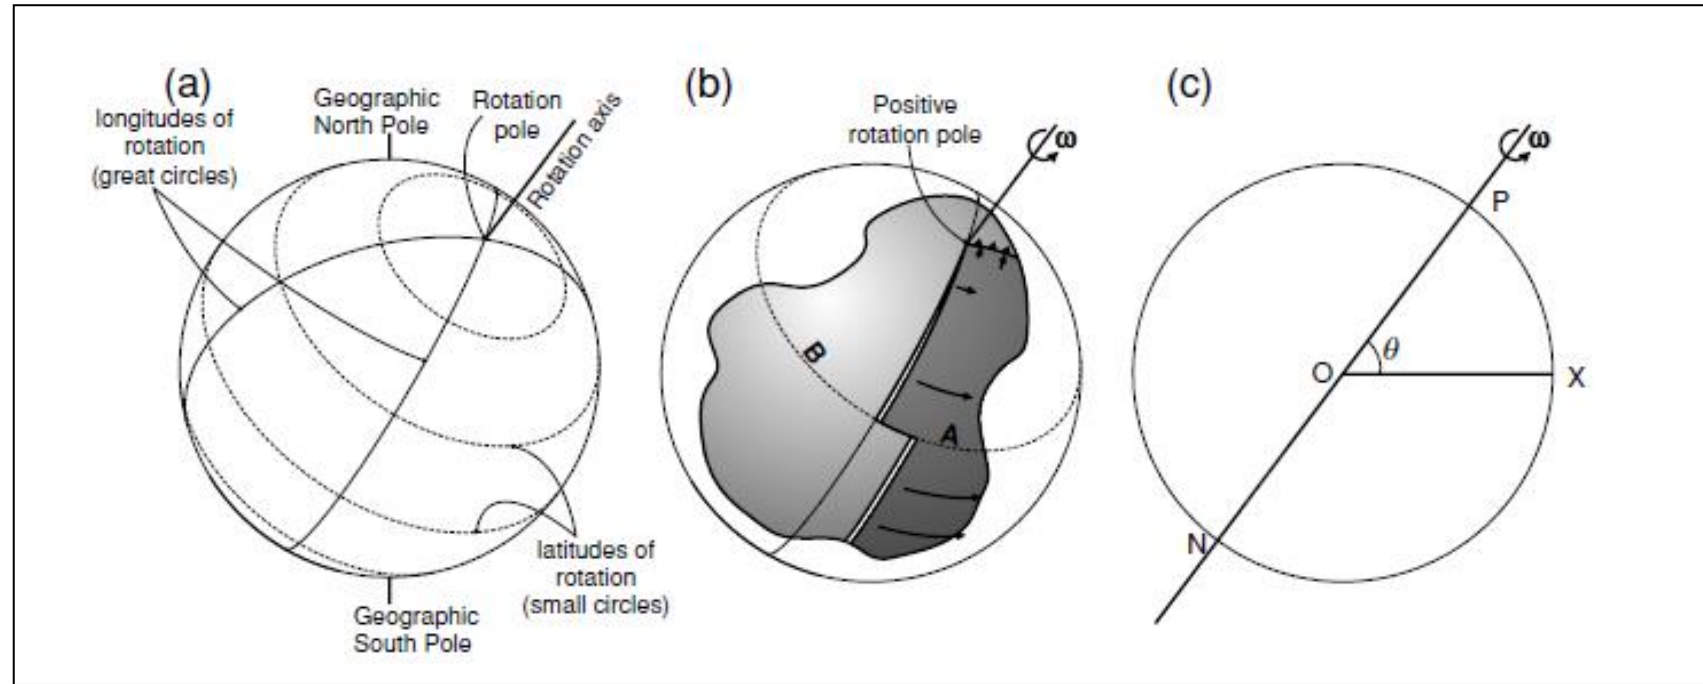 (a)
longitudes of
rotation
(great circles)
Geographic
North Pole
Rotation
pole
Rotation axis
latitudes of
rotation
(small circles)
Geographic
South Pole
(b)
Positive
rotation pole
ω
B
A
(c)
ω
P
θ
O
X
N